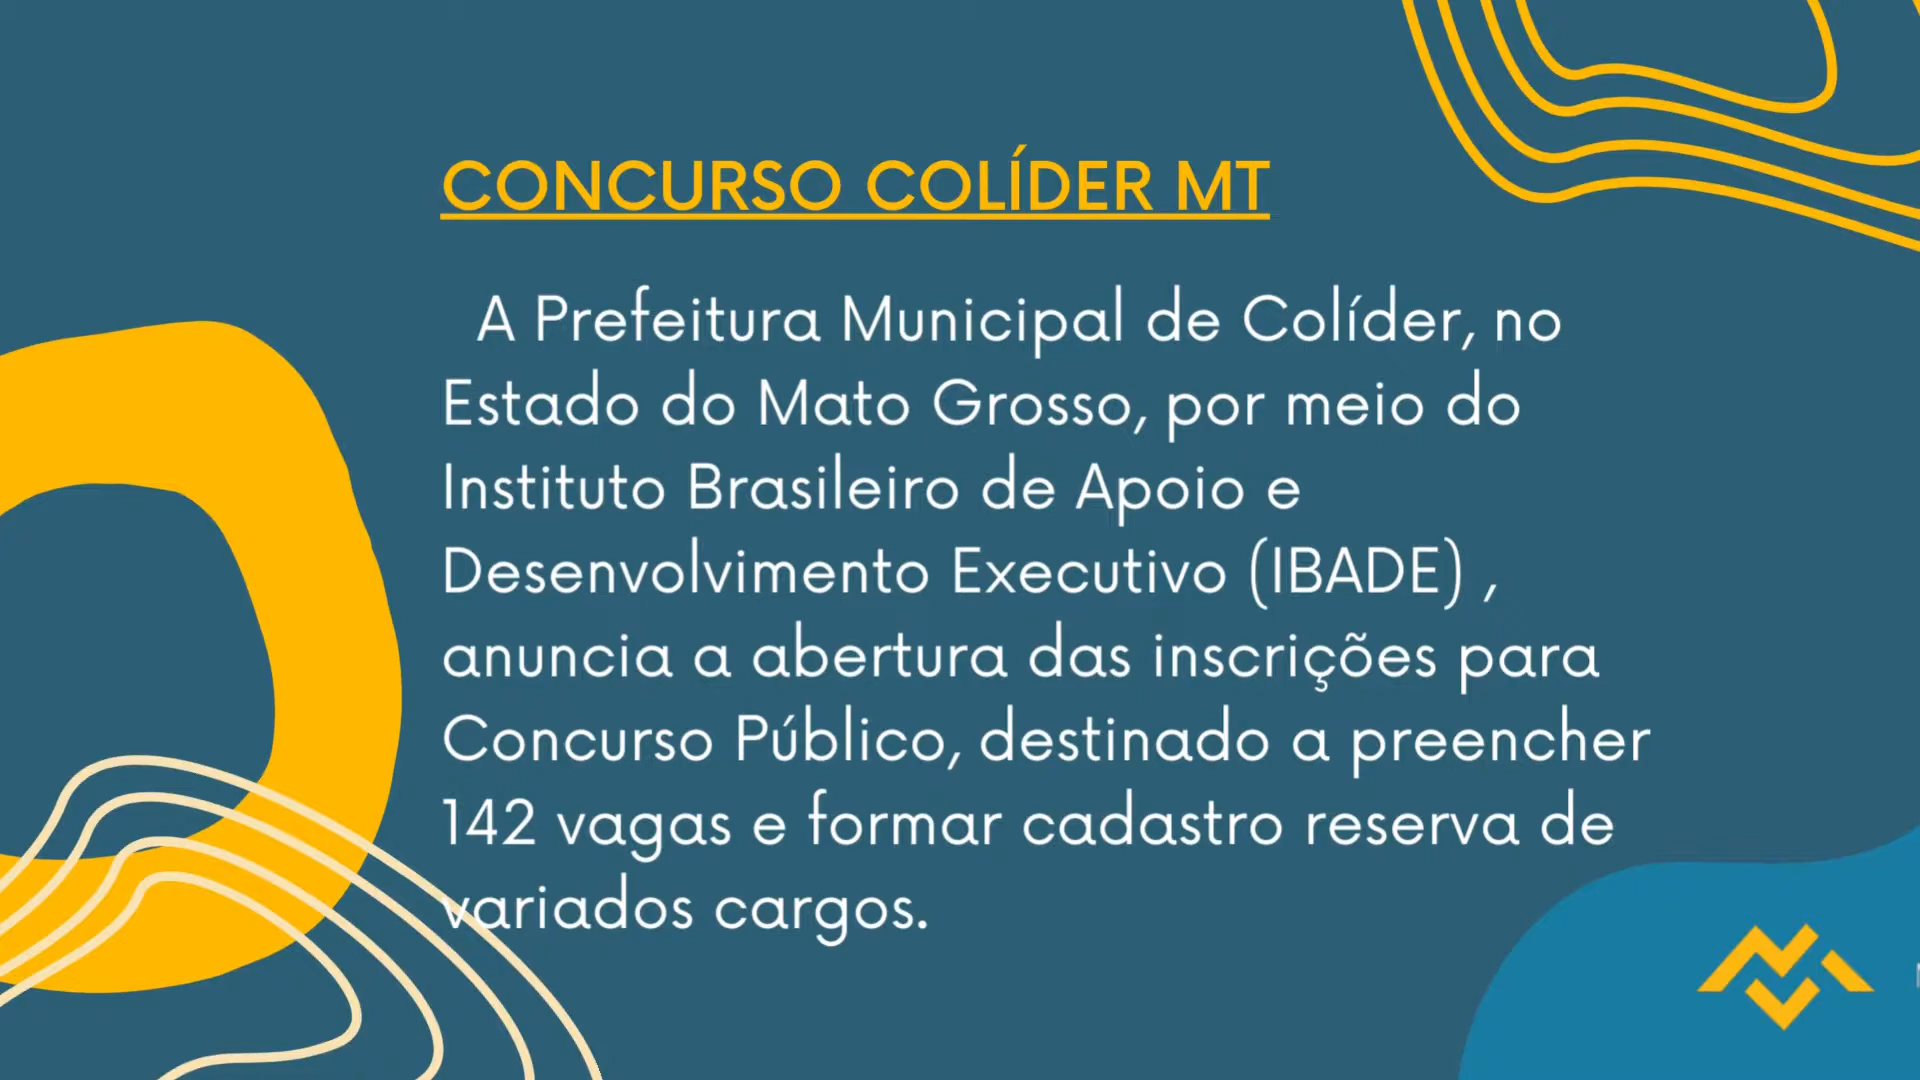 CONCURSO COLÍDER MT
A Prefeitura Municipal de Colíder, no
Estado do Mato Grosso, por meio do
Instituto Brasileiro de Apoio e
Desenvolvimento Executivo (IBADE) ,
anuncia a abertura das inscrições para
Concurso Público, destinado a preencher
142 vagas e formar cadastro reserva de
variados cargos.